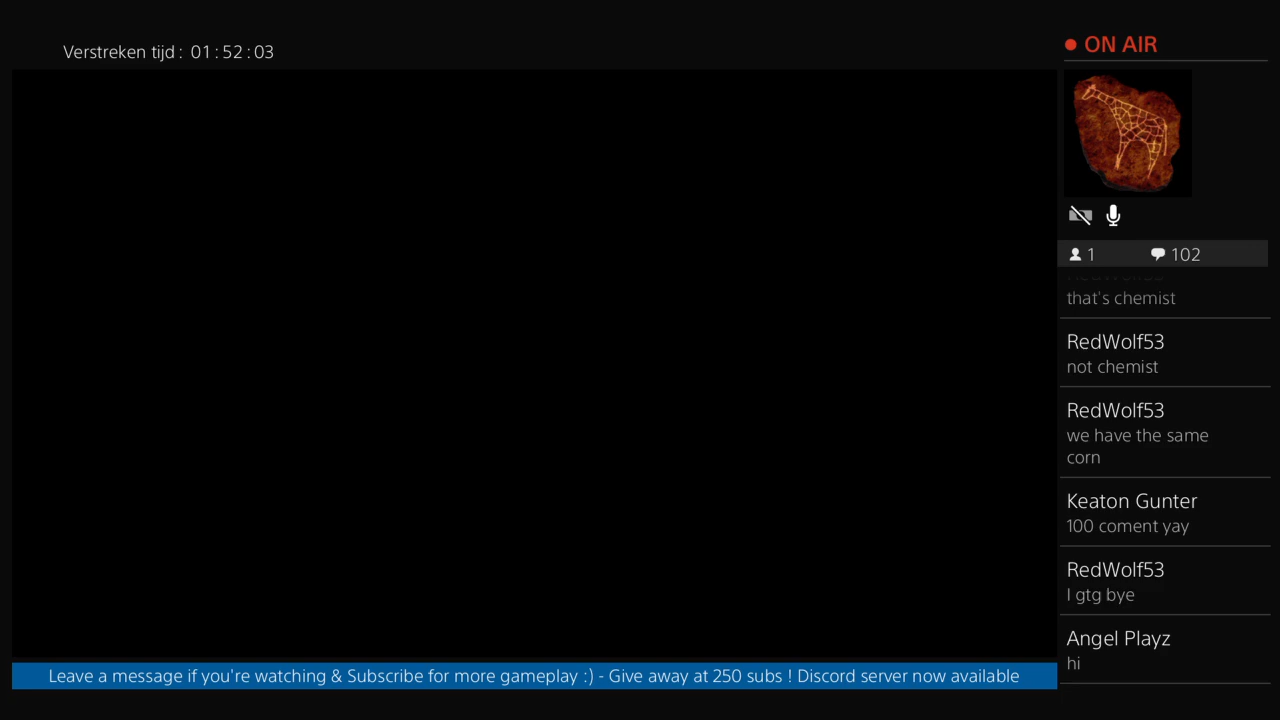 Verstreken tijd : 01 : 52 : 03
ON AIR
1
102
that's chemist
RedWolf53
not chemist
RedWolf53
we have the same
corn
Keaton Gunter
100 coment yay
RedWolf53
I gtg bye
Angel Playz
hi
Leave a message if you're watching & Subscribe for more gameplay :) - Give away at 250 subs ! Discord server now available